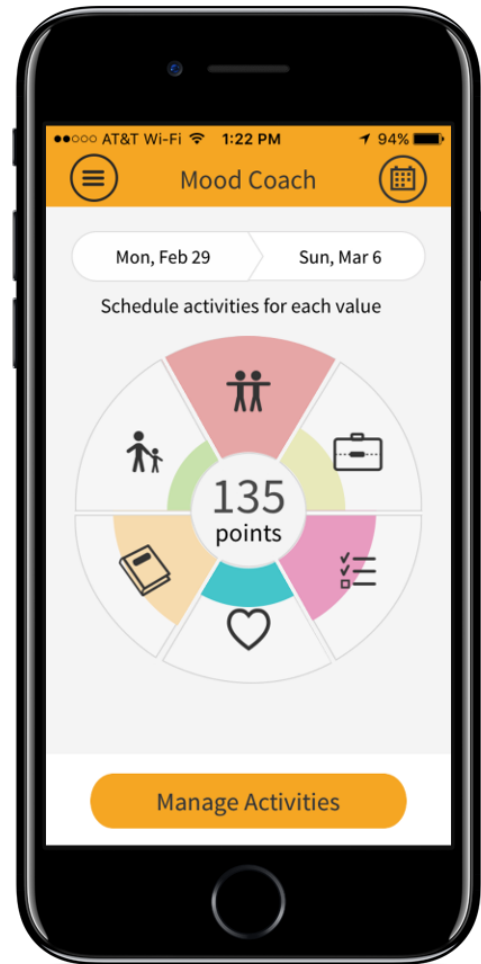 AT&T Wi-Fi 1:22 PM 94%
Mood Coach
Mon, Feb 29 Sun, Mar 6
Schedule activities for each value
135
points
Manage Activities